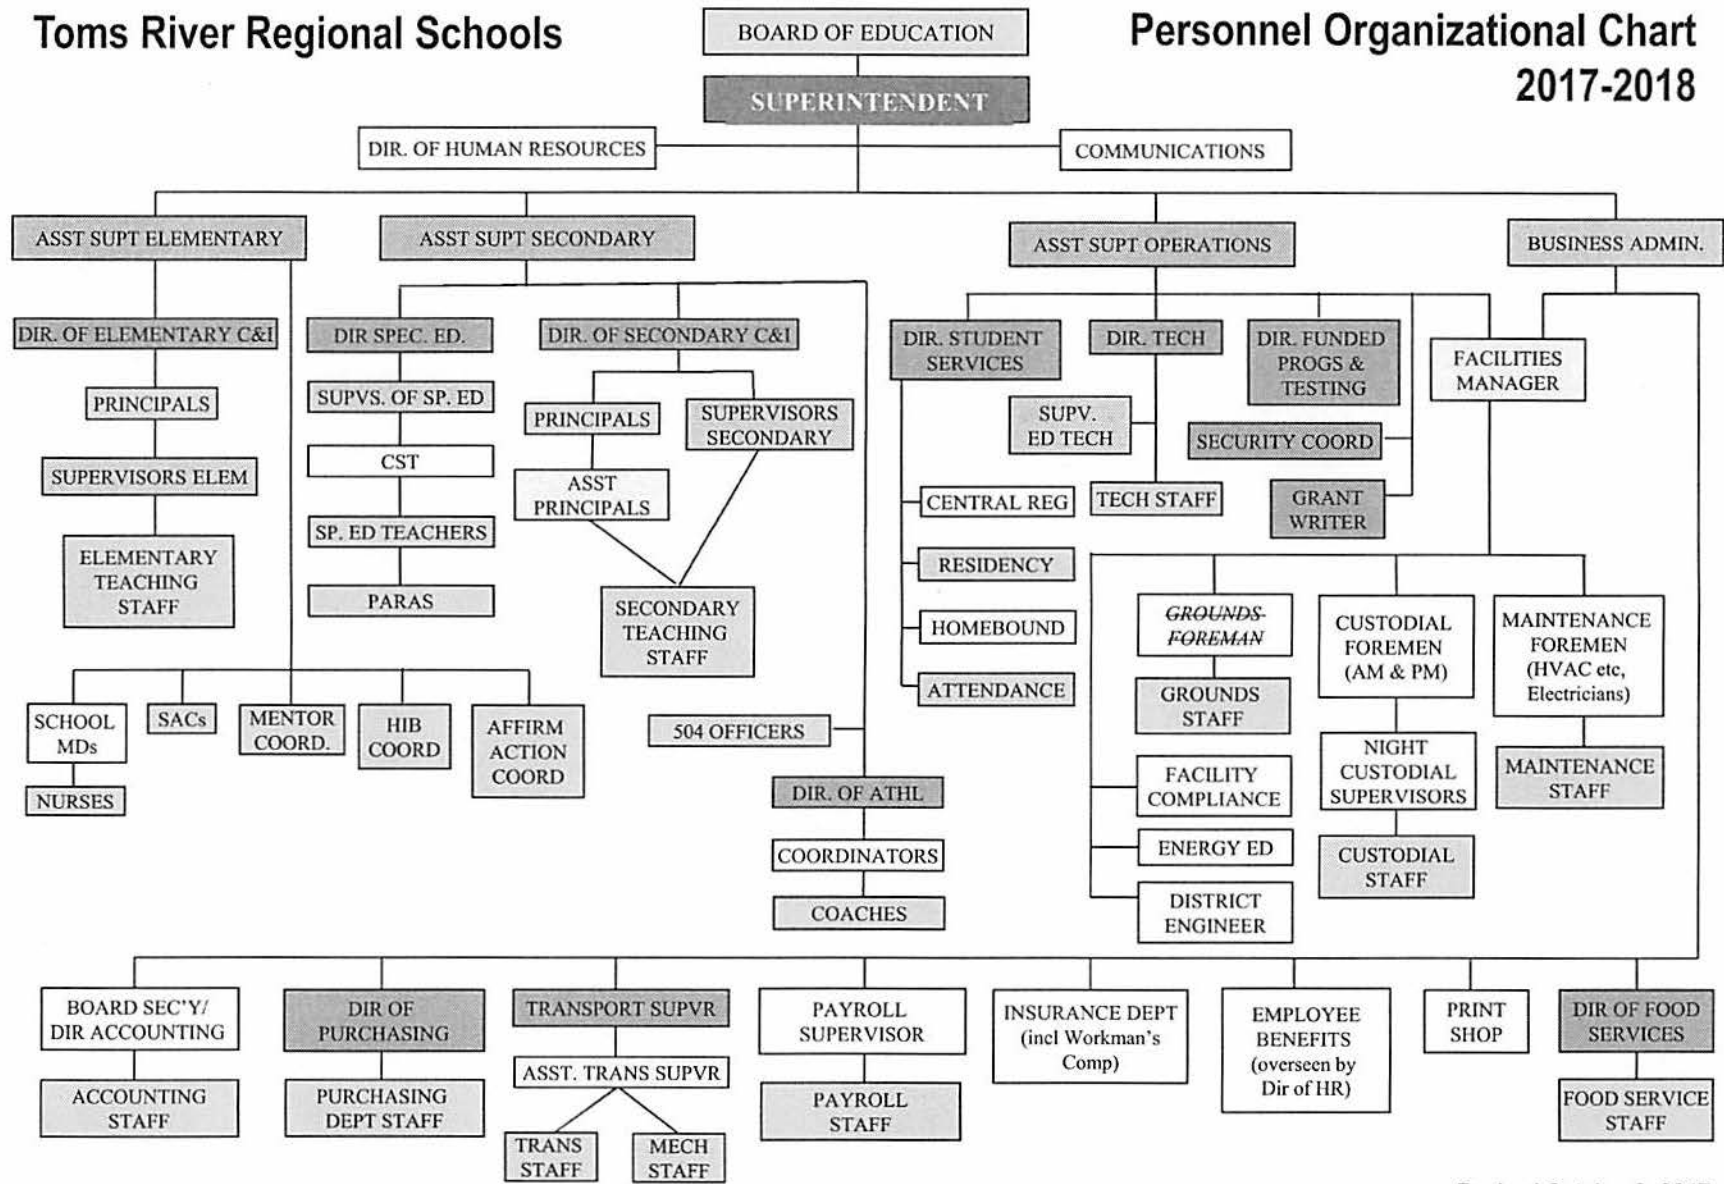 Toms River Regional Schools
Personnel Organizational Chart
2017-2018
BOARD OF EDUCATION
SUPERINTENDENT
DIR. OF HUMAN RESOURCES
COMMUNICATIONS
ASST SUPT ELEMENTARY
ASST SUPT SECONDARY
ASST SUPT OPERATIONS
BUSINESS ADMIN.
DIR. OF ELEMENTARY C&I
PRINCIPALS
SUPERVISORS ELEM
ELEMENTARY
TEACHING
STAFF
SCHOOL
MDs
NURSES
SACs
MENTOR
COORD.
HIB
COORD
AFFIRM
ACTION
COORD
DIR SPEC. ED.
SUPVS. OF SP. ED
CST
SP. ED TEACHERS
PARAS
DIR. OF SECONDARY C&I
PRINCIPALS
ASST
PRINCIPALS
SUPERVISORS
SECONDARY
SECONDARY
TEACHING
STAFF
504 OFFICERS
DIR. OF ATHL
COORDINATORS
COACHES
DIR. STUDENT
SERVICES
CENTRAL REG
RESIDENCY
HOMEBOUND
ATTENDANCE
DIR. TECH
SUPV.
ED TECH
TECH STAFF
DIR. FUNDED
PROGS &
TESTING
SECURITY COORD
GRANT
WRITER
FACILITIES
MANAGER
GROUNDS
FOREMAN
GROUNDS
STAFF
FACILITY
COMPLIANCE
ENERGY ED
DISTRICT
ENGINEER
CUSTODIAL
FOREMEN
(AM & PM)
NIGHT
CUSTODIAL
SUPERVISORS
CUSTODIAL
STAFF
MAINTENANCE
FOREMEN
(HVAC etc,
Electricians)
MAINTENANCE
STAFF
BOARD SEC'Y/
DIR ACCOUNTING
ACCOUNTING
STAFF
DIR OF
PURCHASING
PURCHASING
DEPT STAFF
TRANSPORT SUPVR
ASST. TRANS SUPVR
TRANS
STAFF
MECH
STAFF
PAYROLL
SUPERVISOR
PAYROLL
STAFF
INSURANCE DEPT
(incl Workman's
Comp)
EMPLOYEE
BENEFITS
(overseen by
Dir of HR)
PRINT
SHOP
DIR OF FOOD
SERVICES
FOOD SERVICE
STAFF